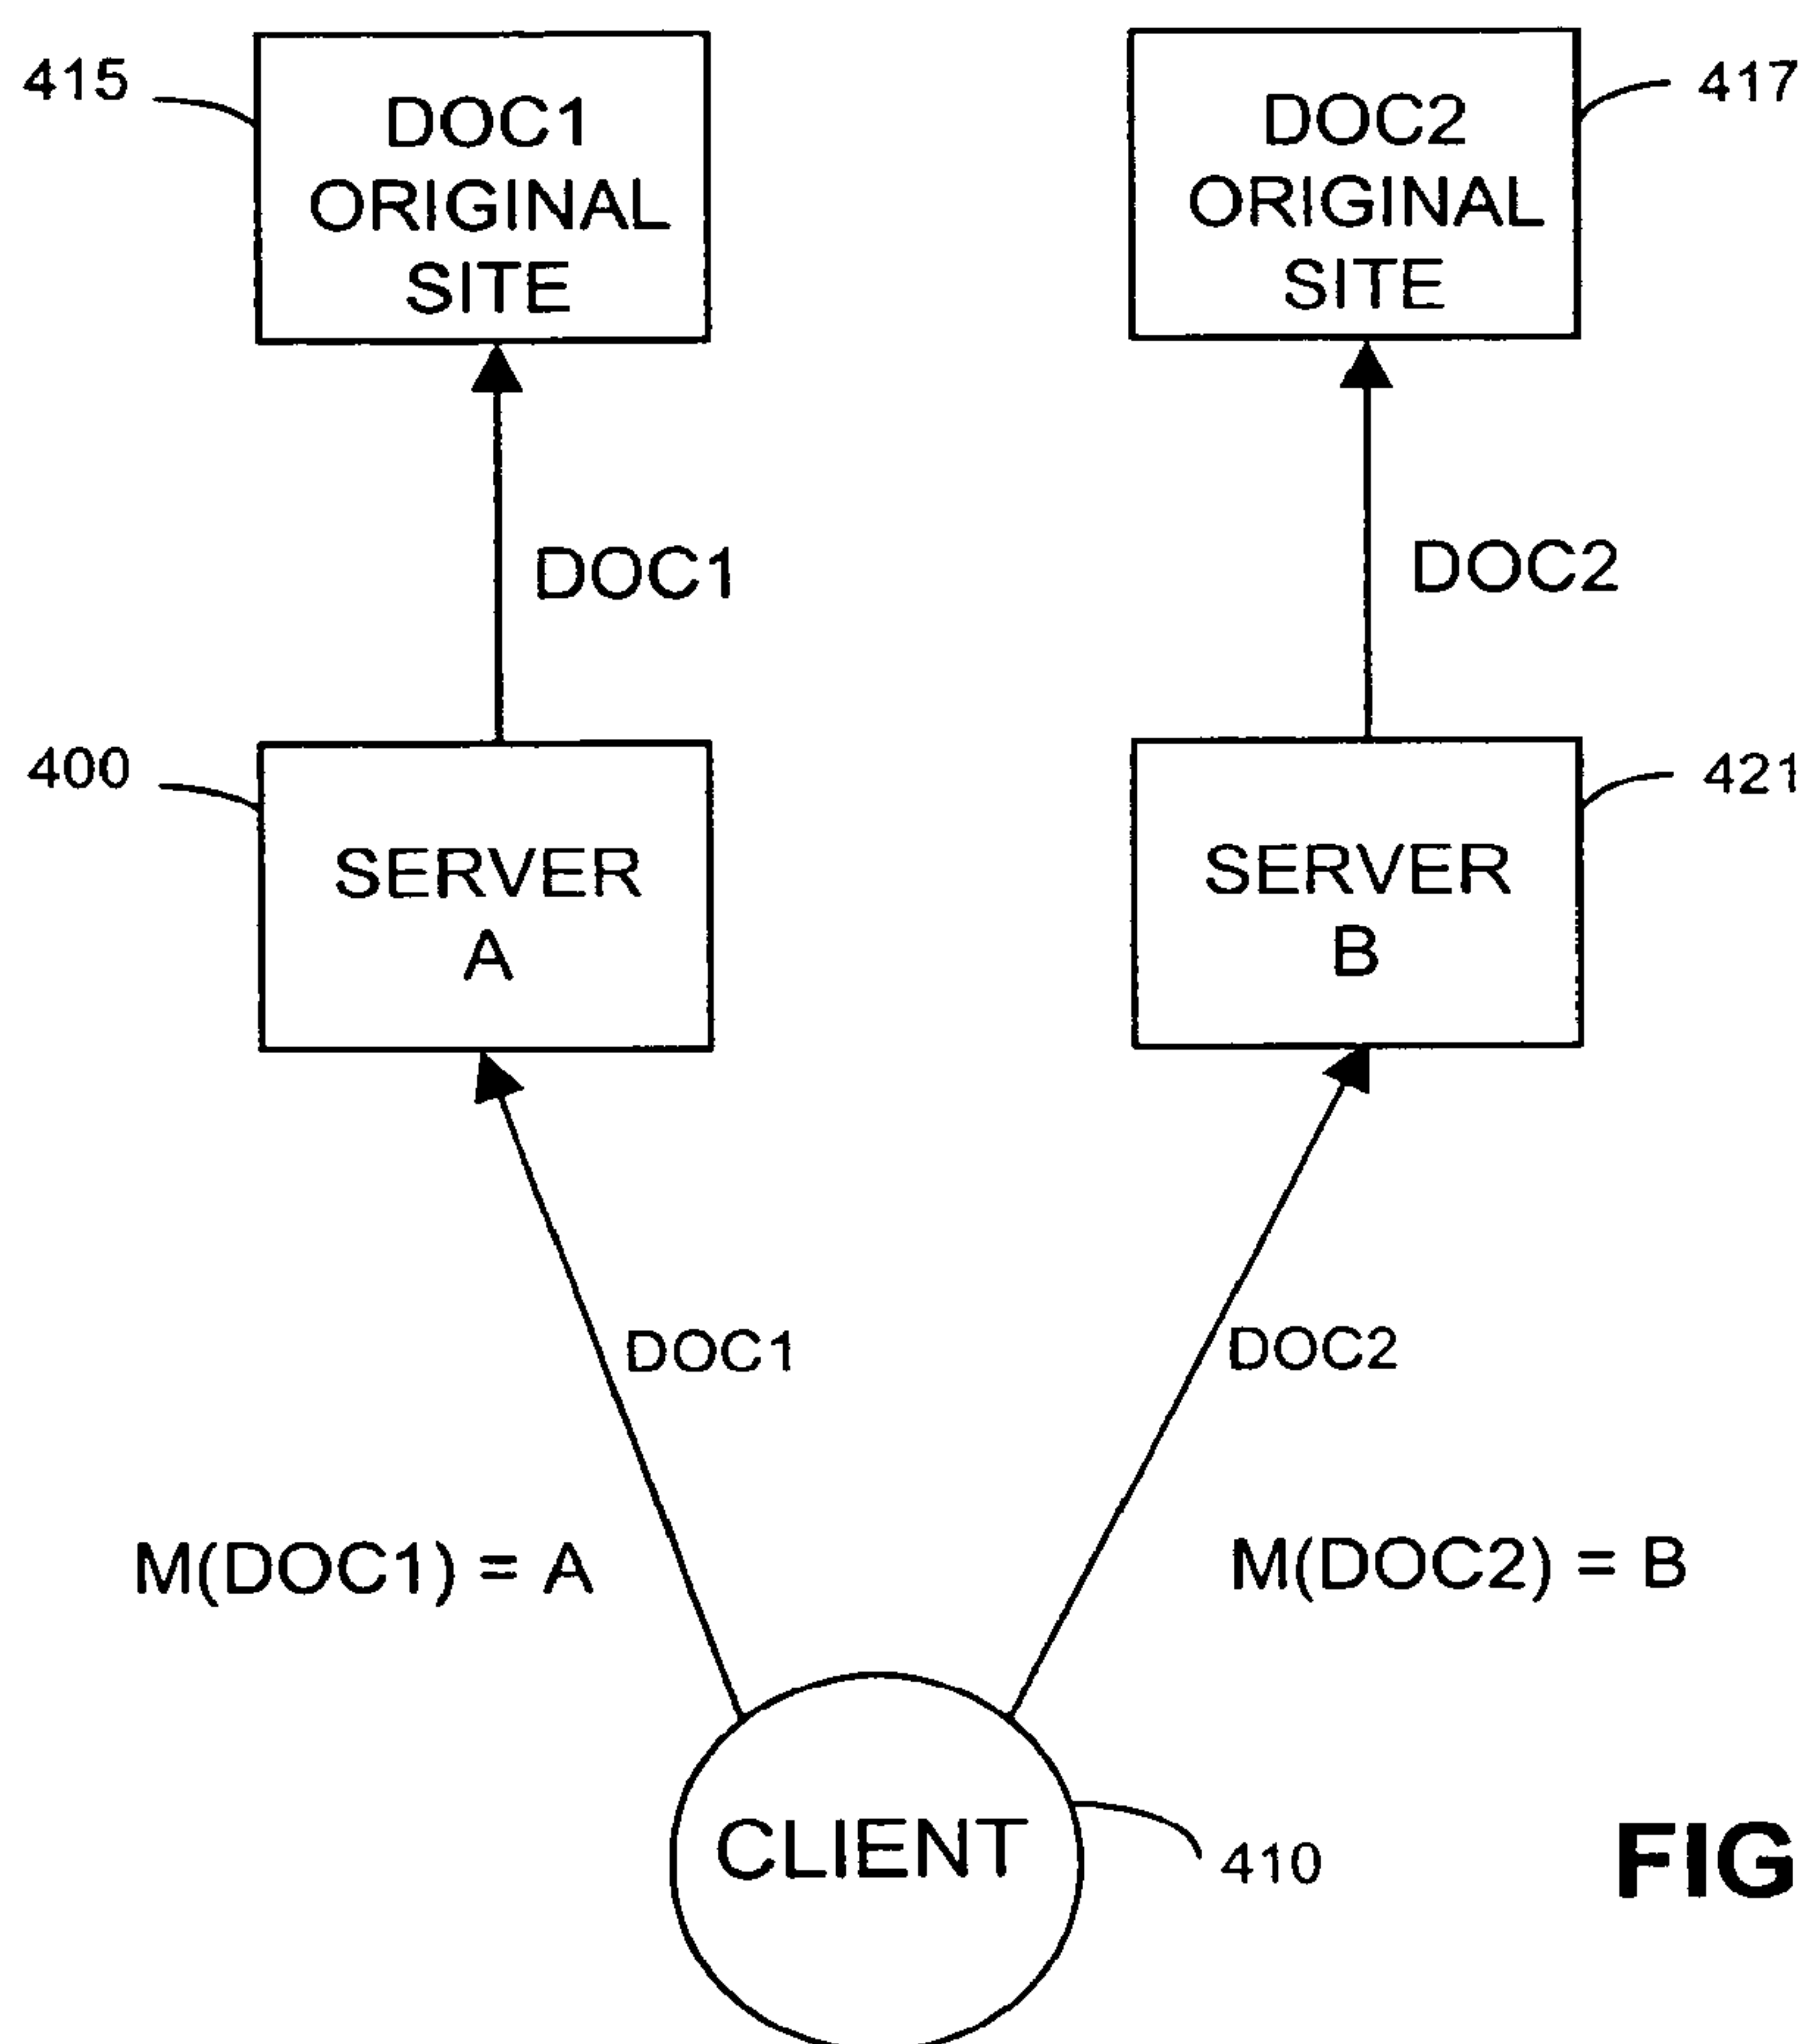 415
DOC1
ORIGINAL
SITE
DOC2
ORIGINAL
SITE
417
DOC1
DOC2
400
SERVER
A
SERVER
B
421
DOC1
DOC2
M(DOC1) = A
M(DOC2) = B
CLIENT
410
FIG